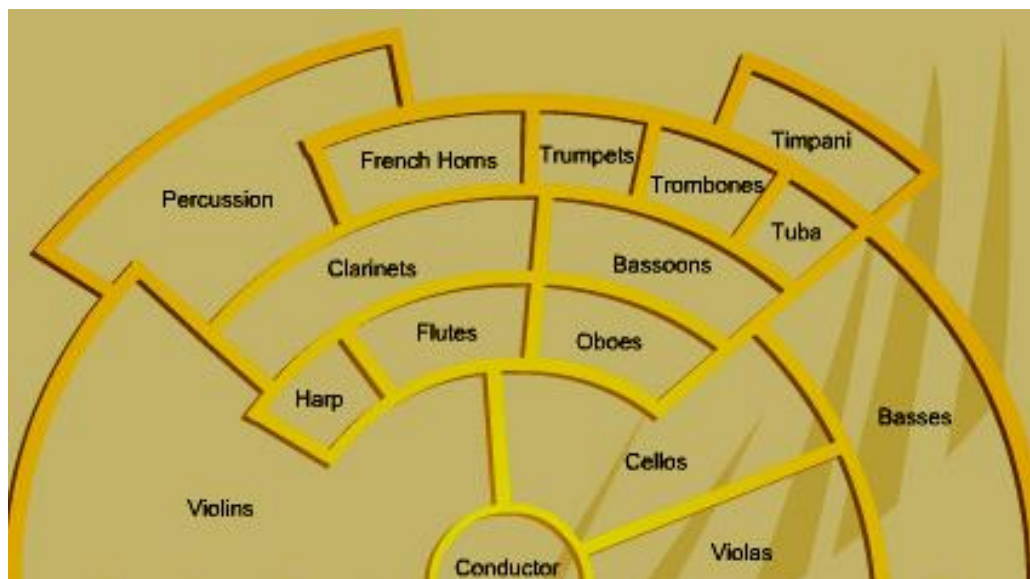 Timpani
French Horns
Trumpets
Trombones
Percussion
Tuba
Clarinets
Bassoons
Flutes
Oboes
Harp
Basses
Cellos
Violins
Violas
Conductor